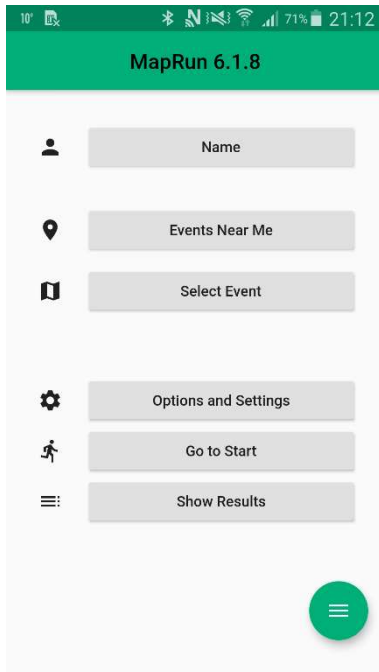 10° 71% 21:12
MapRun 6.1.8
Name
Events Near Me
Select Event
Options and Settings
Go to Start
Show Results